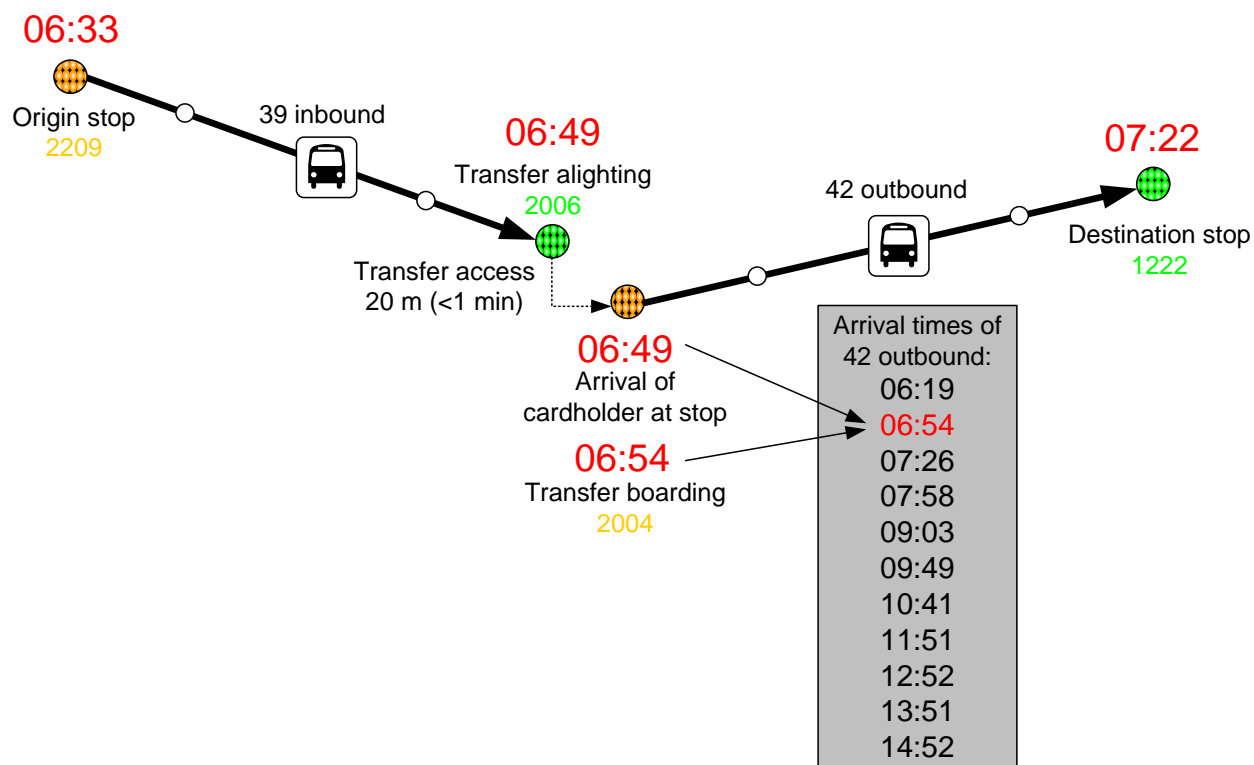 06:33
Origin stop
2209
39 inbound
06:49
Transfer alighting
2006
Transfer access
20 m (<1 min)
06:49
Arrival of
cardholder at stop
06:54
Transfer boarding
2004
42 outbound
07:22
Destination stop
1222
Arrival times of
42 outbound:
06:19
06:54
07:26
07:58
09:03
09:49
10:41
11:51
12:52
13:51
14:52